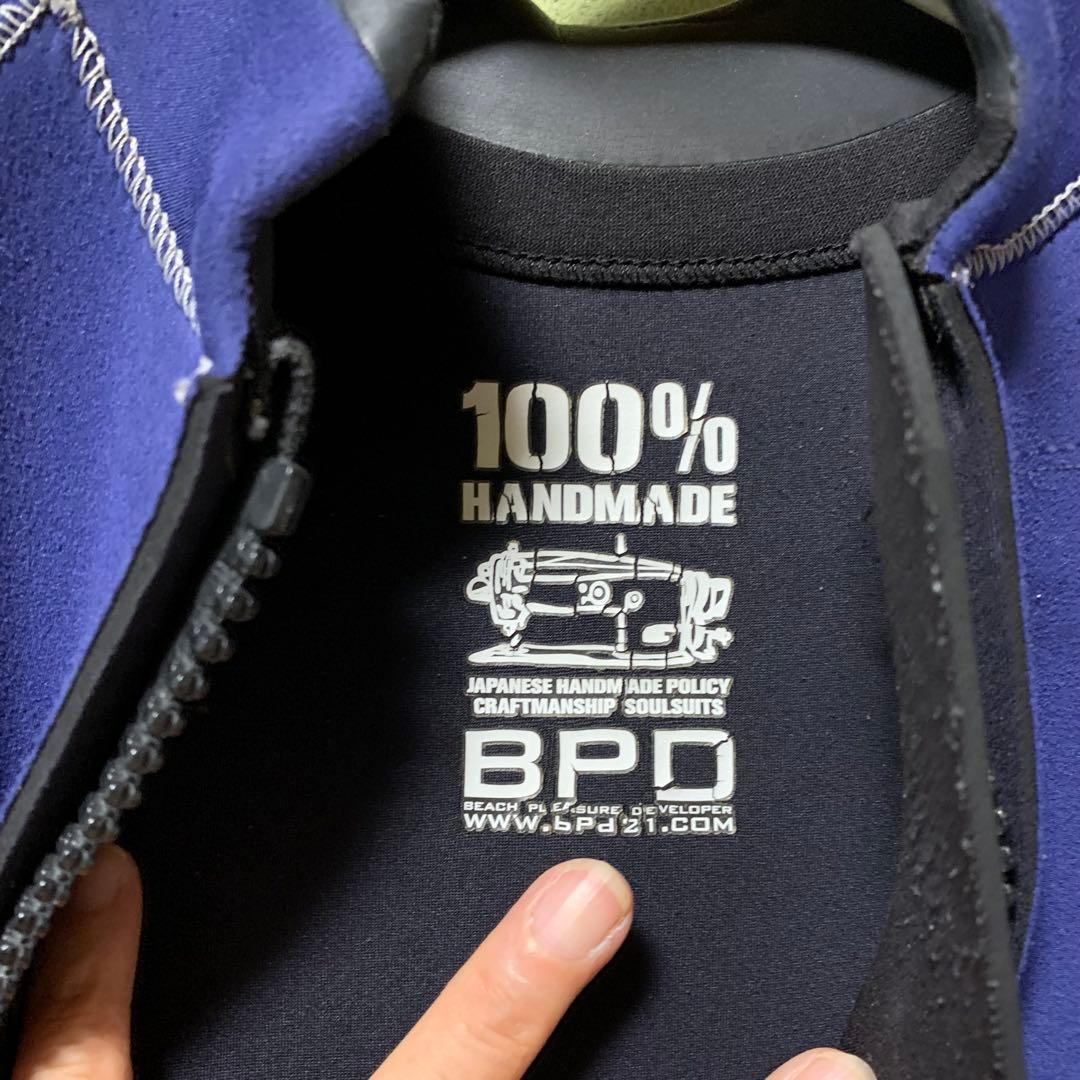 100%
HANDMADE
JAPANESE HANDMADE POLICY
CRAFTMANSHIP SOULSUITS
BPD
BEACH PLEASURE DEVELOPER
WWW.bPd21.COM